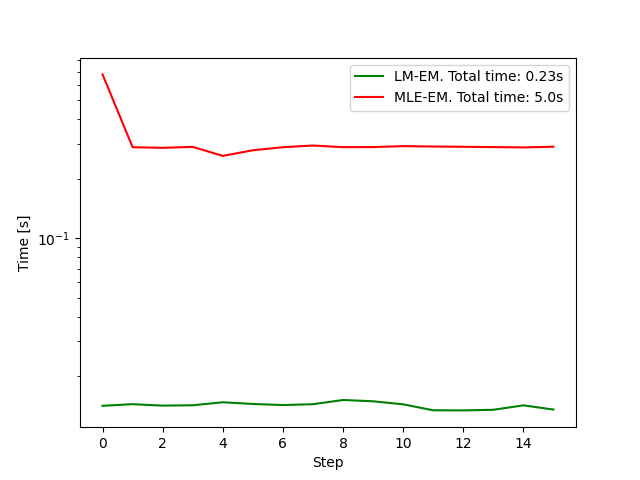 LM-EM. Total time: 0.23s
MLE-EM. Total time: 5.0s
Time [s]
10⁻¹
0 2 4 6 8 10 12 14
Step